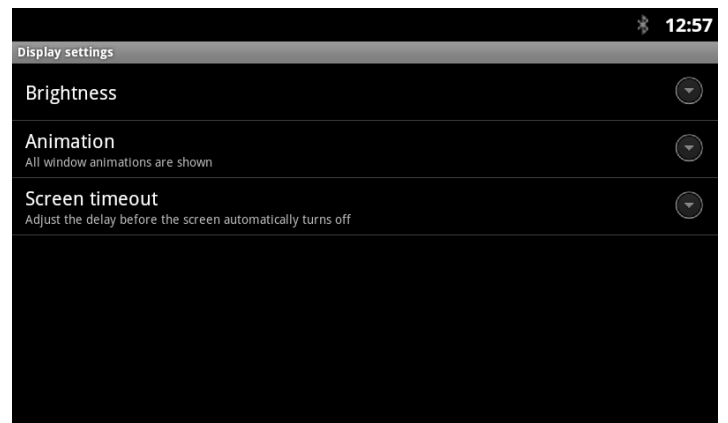 12:57
Display settings
Brightness
Animation
All window animations are shown
Screen timeout
Adjust the delay before the screen automatically turns off